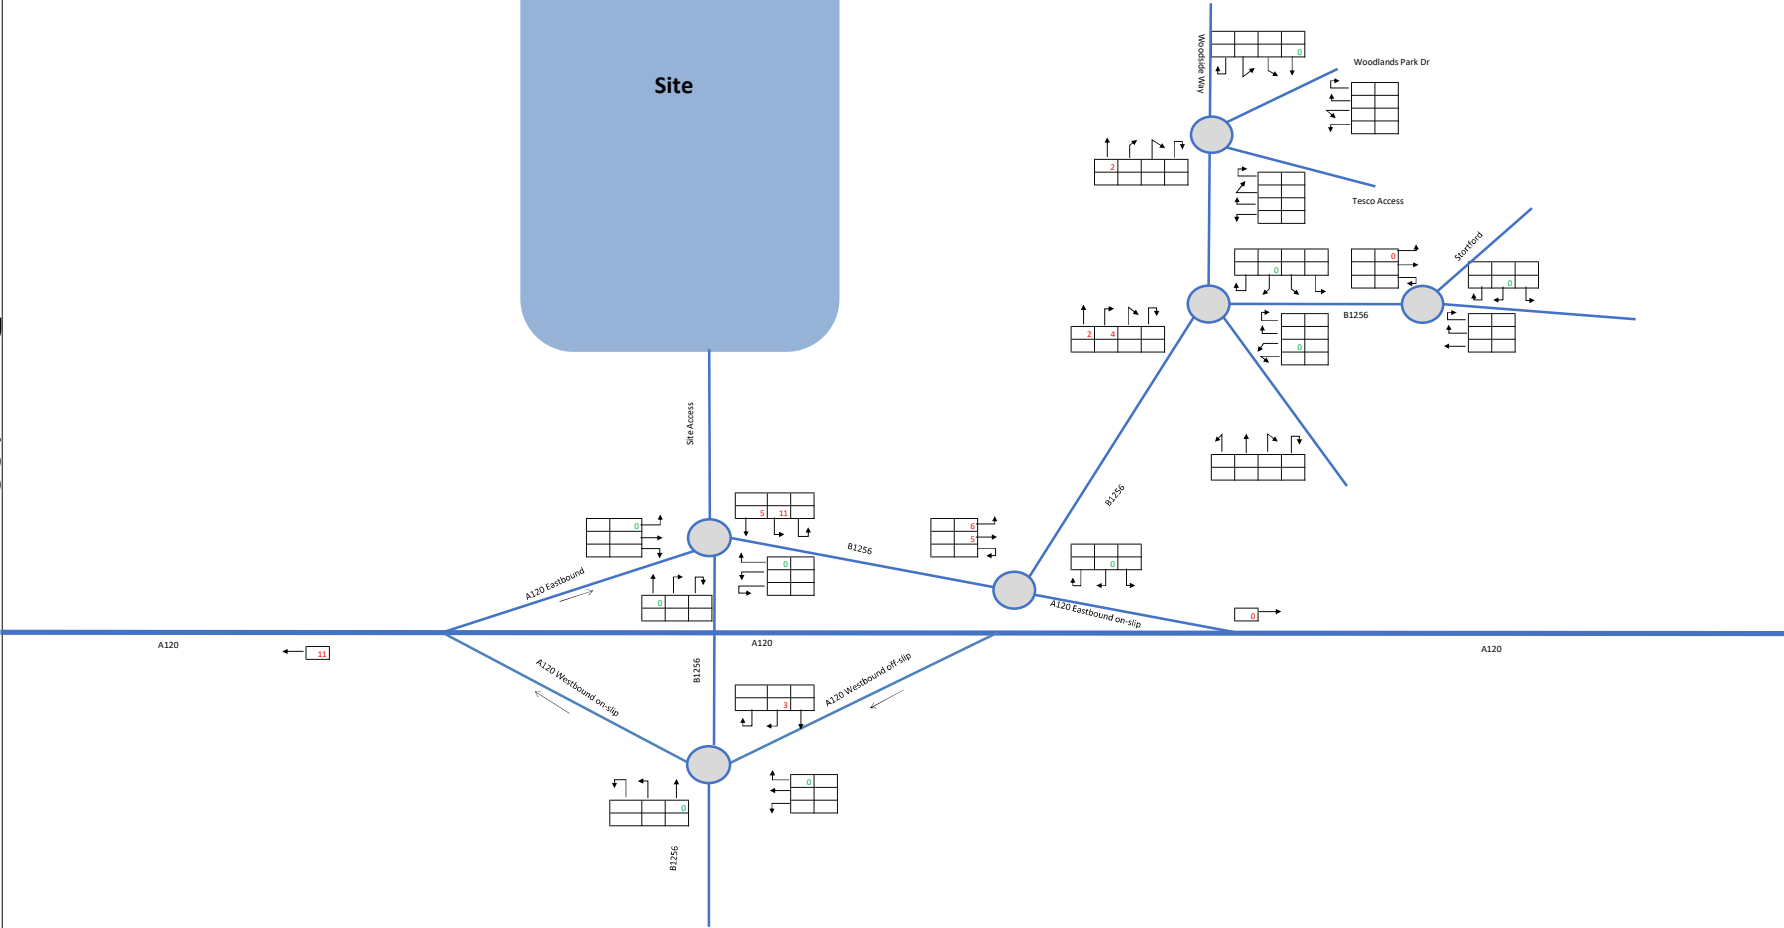 Woodside Way
0
Woodlands Park Dr
Site
2
Tesco Access
Stortford
0
0
0
B1256
2 4
0
Site Access
5 11
0
6
5
B1256
B1256
0
0
A120 Eastbound
0
A120 Eastbound on-slip
0
A120
A120
A120
11
B1256
A120 Westbound on-slip
A120 Westbound off-slip
3
0
0
B1256